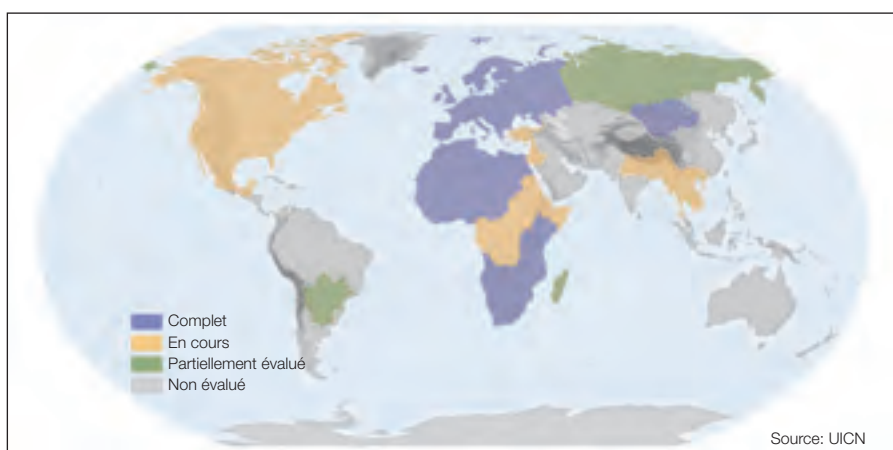 Complet
En cours
Partiellement évalué
Non évalué
Source: UICN